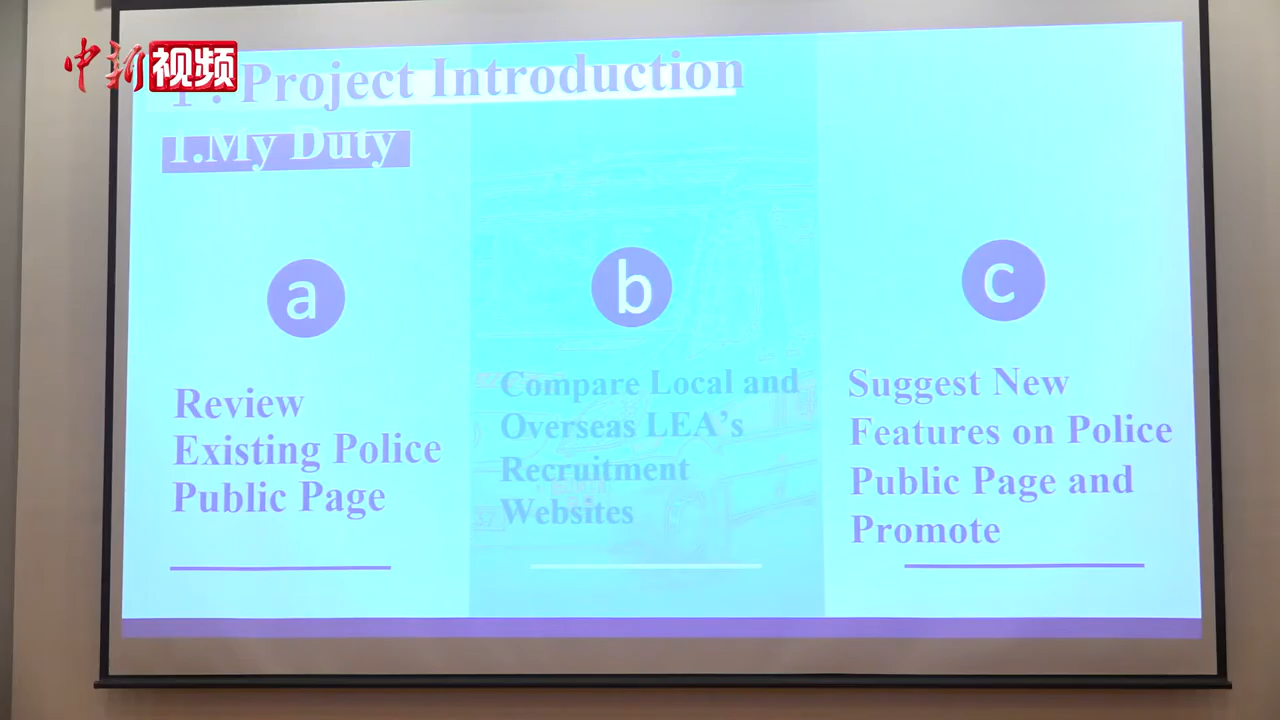 中新视频
Project Introduction
1.My Duty
a
b
c
Review
Existing Police
Public Page
Compare Local and
Overseas LEA's
Recruitment
Websites
Suggest New
Features on Police
Public Page and
Promote